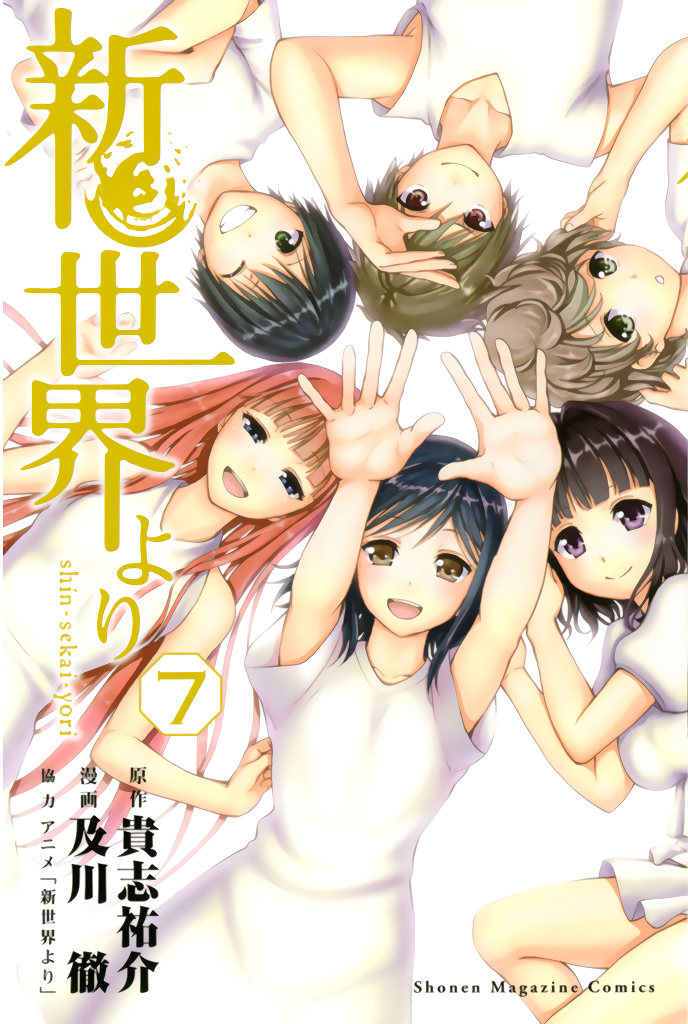 新世界より
shin-sekai-yori
7
原作 貴志祐介
漫画 及川 徹
協力 アニメ「新世界より」
Shonen Magazine Comics